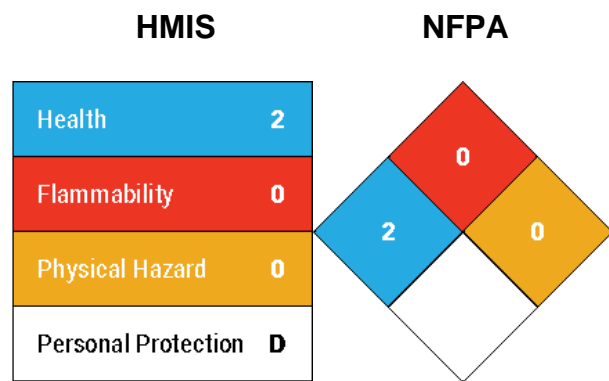 HMIS
NFPA
Health 2
Flammability 0
Physical Hazard 0
Personal Protection D
0
2 0